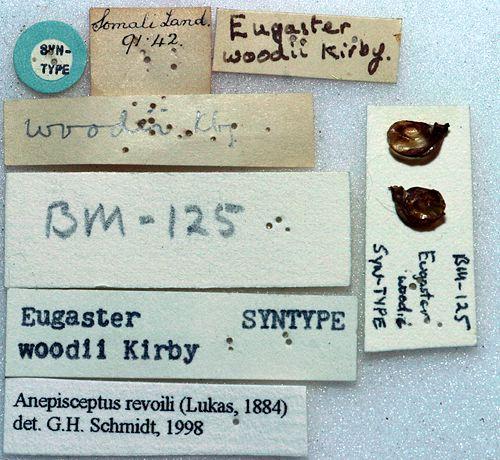 SYN-
TYPE
Somali Land.
91·42.
Eugaster
woodii Kirby.
woodii Kby
BM-125
Eugaster SYNTYPE
woodii Kirby
Anepisceptus revoili (Lukas, 1884)
det. G.H. Schmidt, 1998
BM-125
Eugaster
woodii
SYN-TYPE